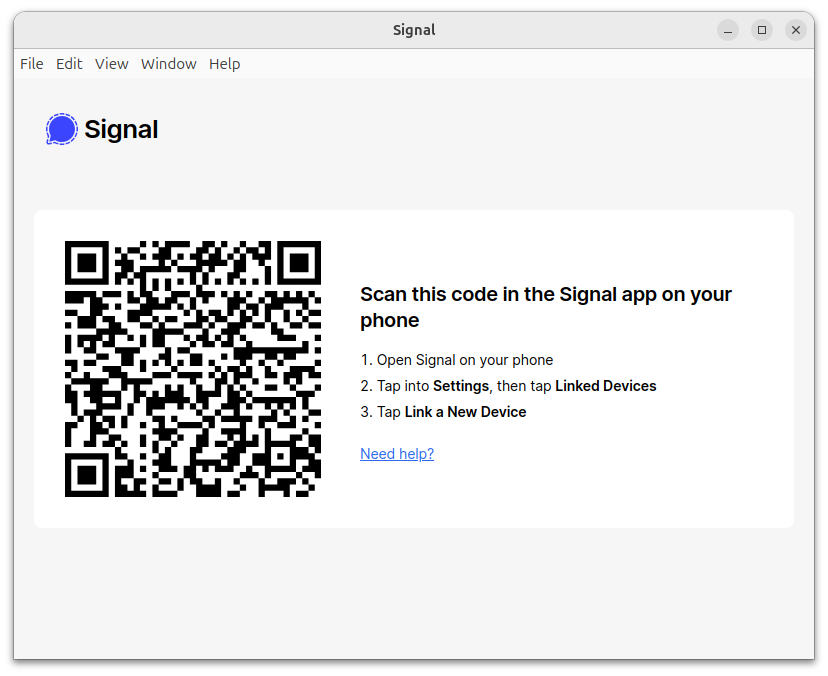 Signal
File Edit View Window Help
Signal
Scan this code in the Signal app on your
phone
1. Open Signal on your phone
2. Tap into Settings, then tap Linked Devices
3. Tap Link a New Device
Need help?